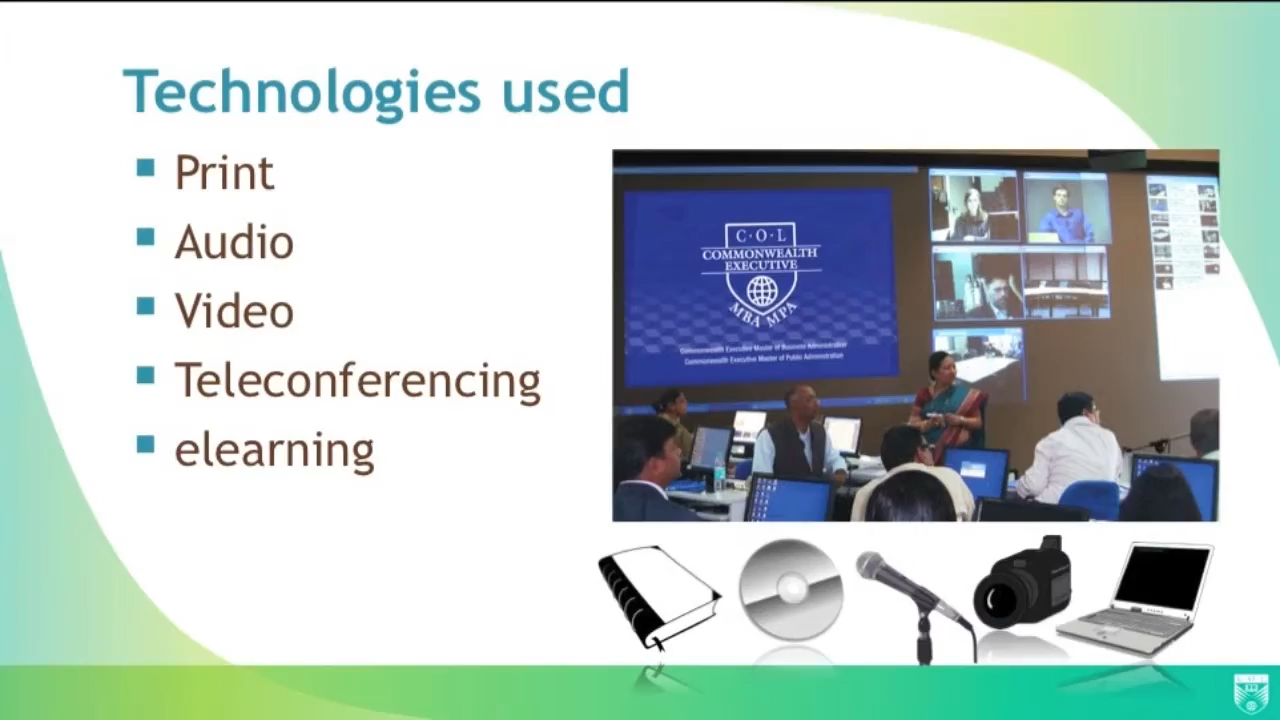 Technologies used
Print
Audio
Video
Teleconferencing
elearning
C·O·L
COMMONWEALTH
EXECUTIVE
MBA MPA
Commonwealth Executive Master of Business Administration
Commonwealth Executive Master of Public Administration